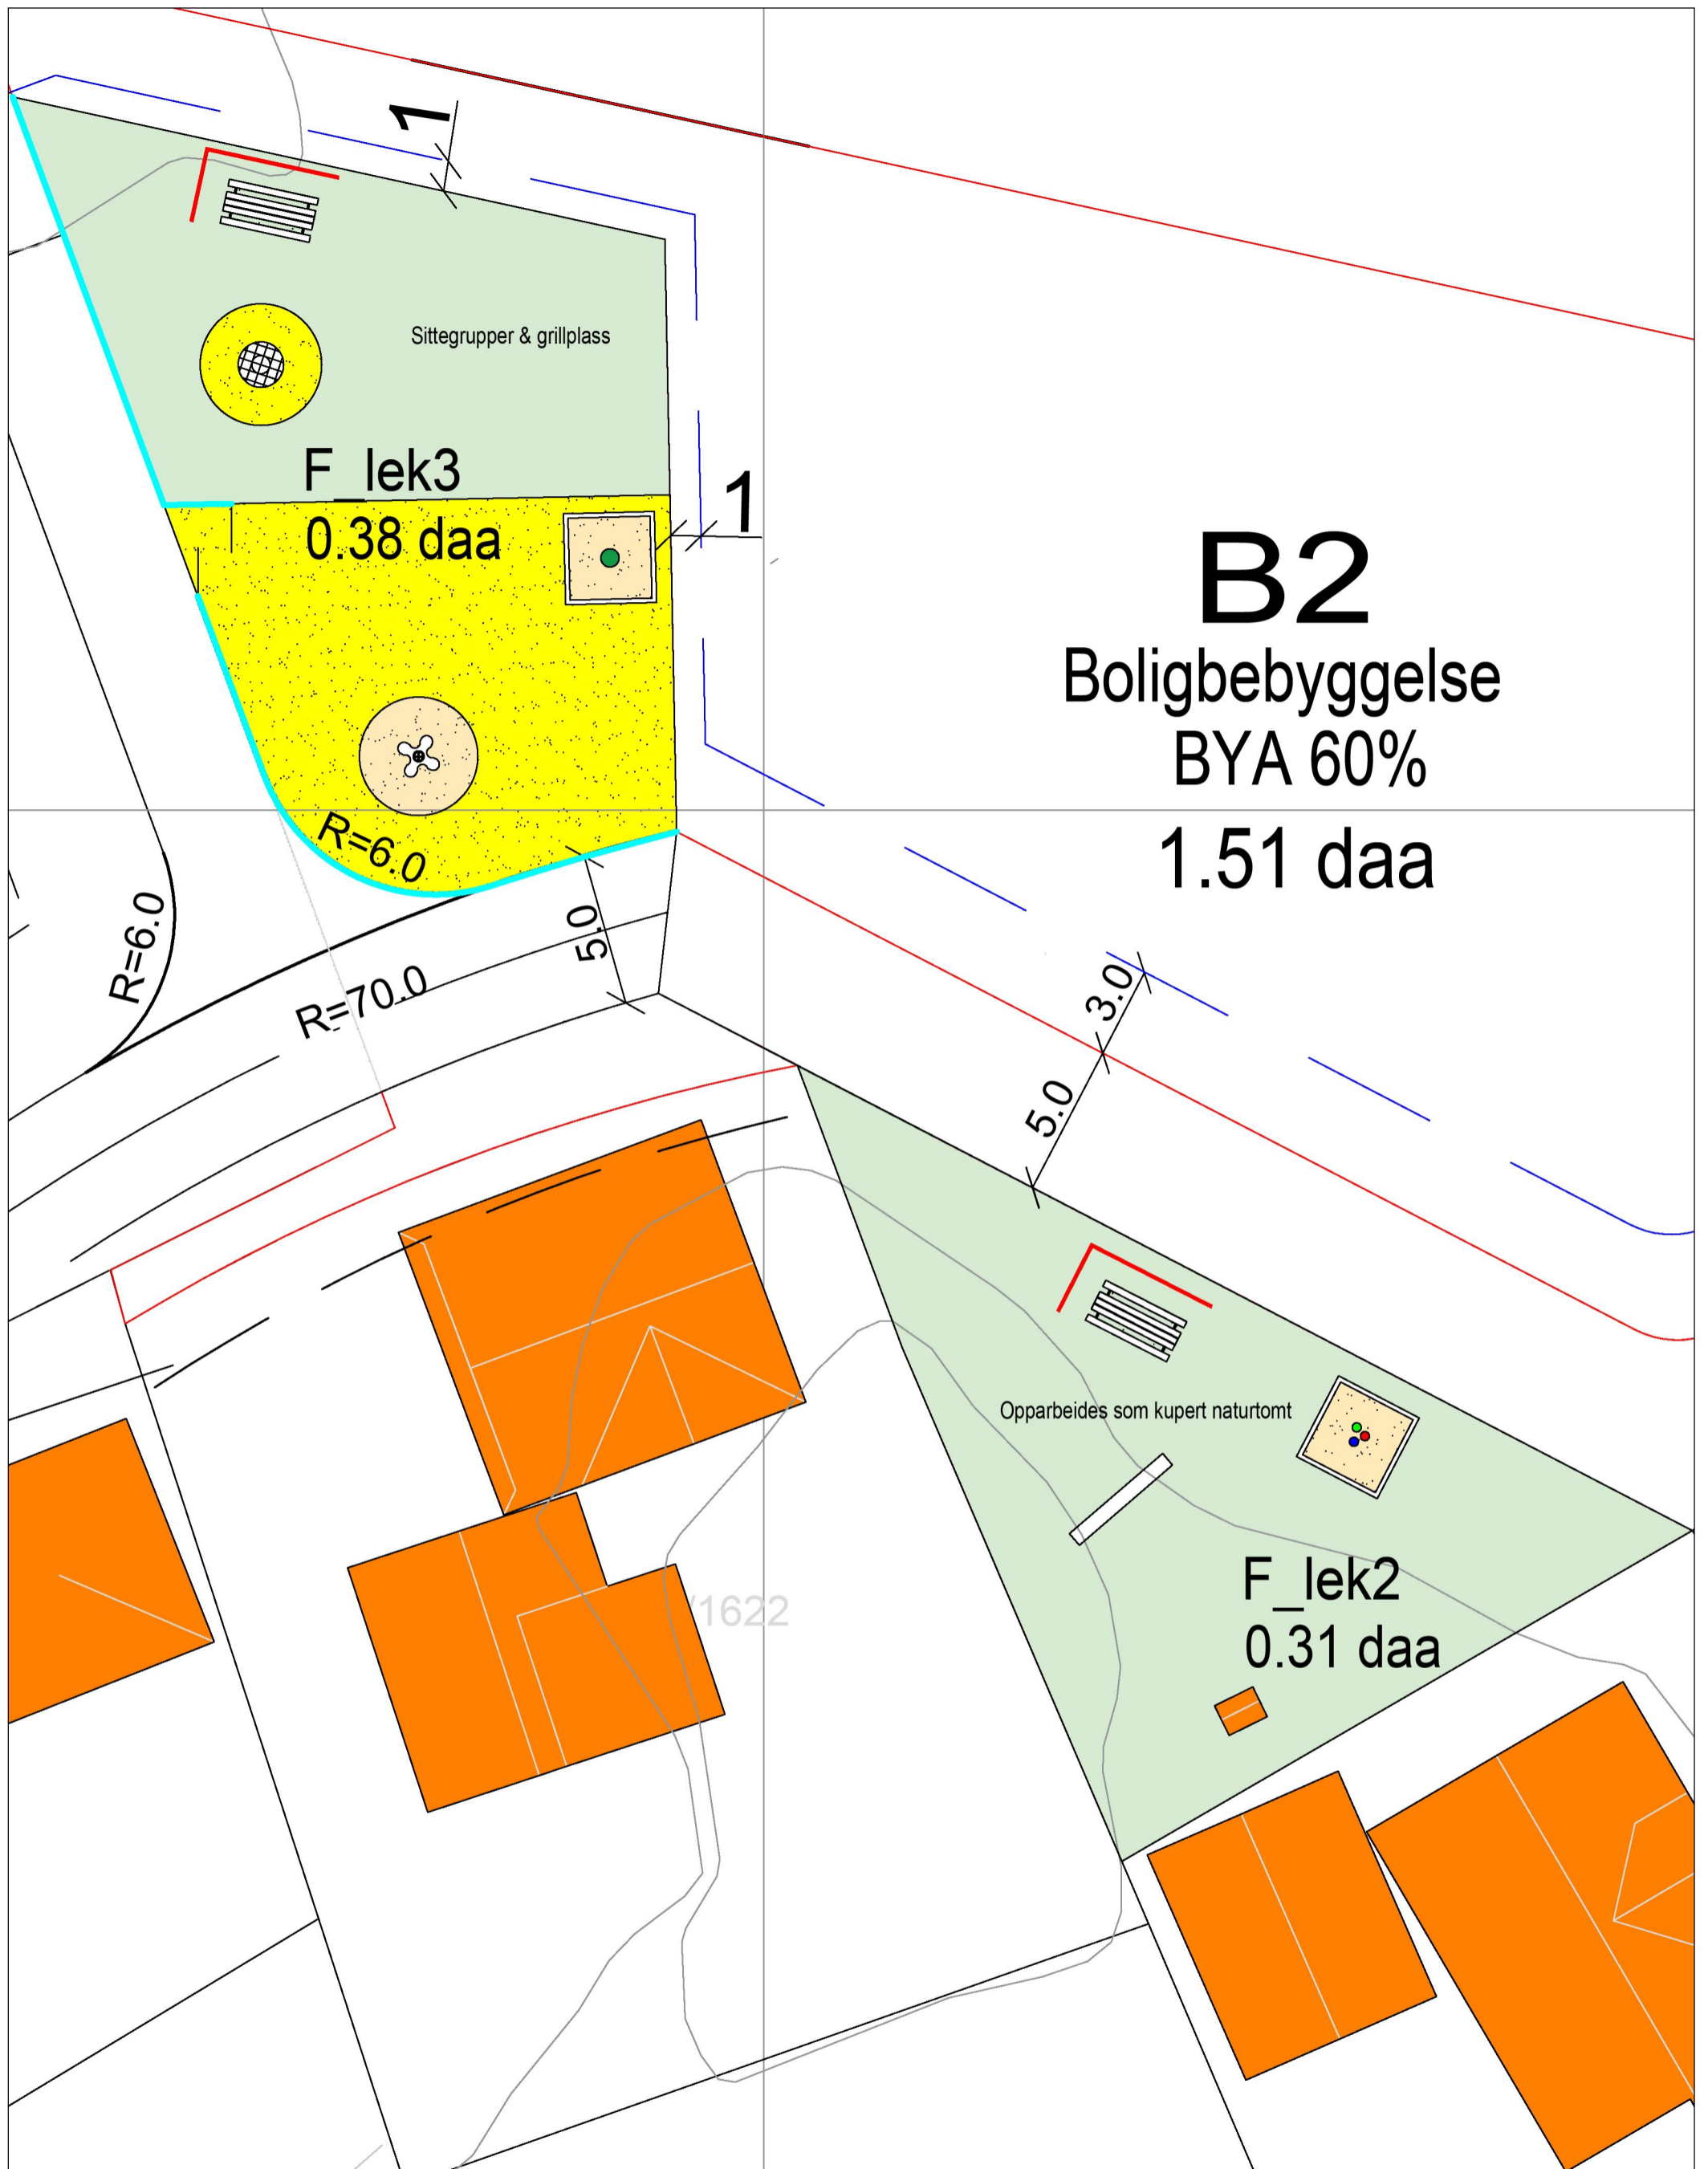 1
Sittegrupper & grillplass
F_lek3
0.38 daa
1
B2
Boligbebyggelse
BYA 60%
1.51 daa
R=6.0
R=6.0
5.0
R=70.0
3.0
5.0
Opparbeides som kupert naturtomt
F_lek2
0.31 daa
/1622